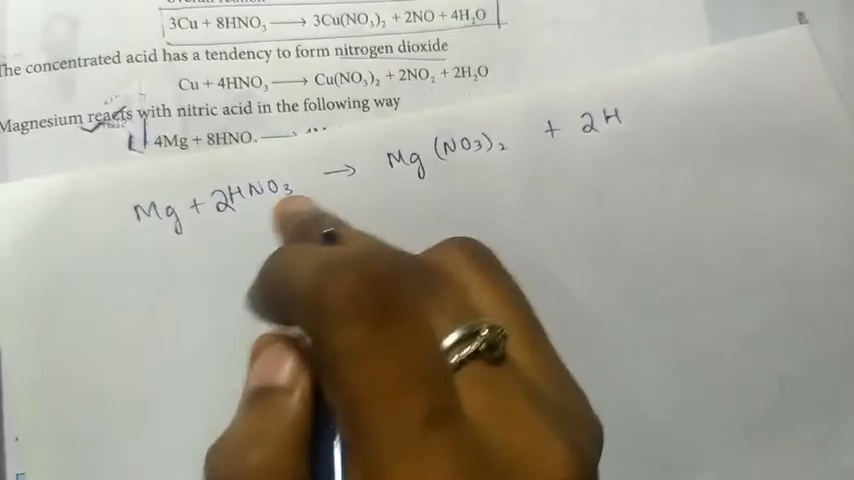 3Cu + 8HNO₃ ⟶ 3Cu(NO₃)₂ + 2NO + 4H₂O
The concentrated acid has a tendency to form nitrogen dioxide
Cu + 4HNO₃ ⟶ Cu(NO₃)₂ + 2NO₂ + 2H₂O
Magnesium reacts with nitric acid in the following way
4Mg + 8HNO. ⟶
Mg + 2HNO₃ → Mg(NO₃)₂ + 2H